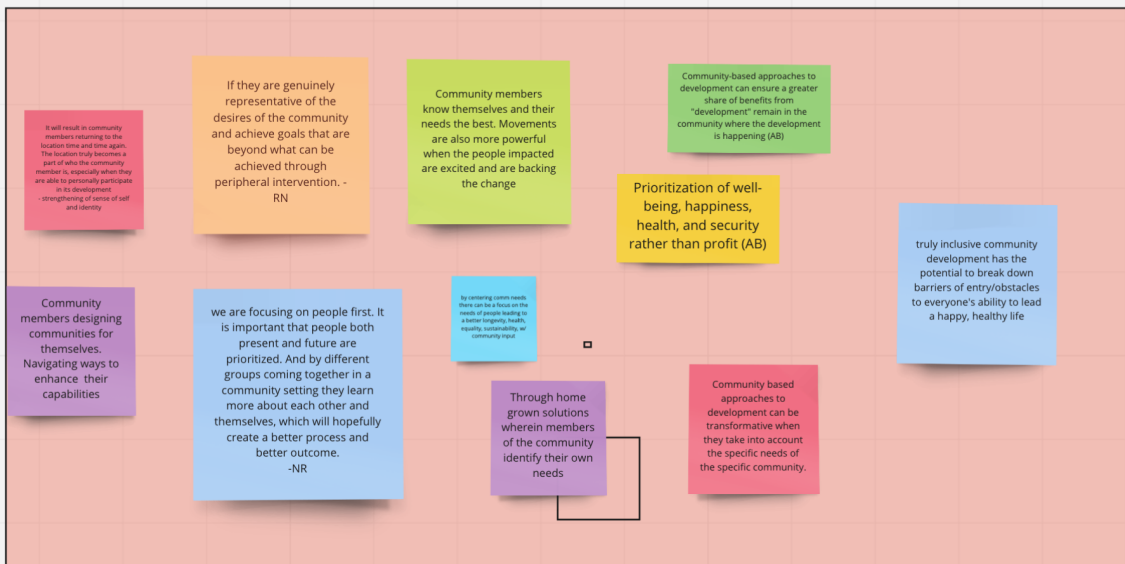 It will result in community
members returning to the
location time and time again.
The location truly becomes a
part of who the community
member is, especially when they
are able to personally participate
in its development
- strengthening of sense of self
and identity
If they are genuinely
representative of the
desires of the community
and achieve goals that are
beyond what can be
achieved through
peripheral intervention. -
RN
Community members
know themselves and their
needs the best. Movements
are also more powerful
when the people impacted
are excited and are backing
the change
Community-based approaches to
development can ensure a greater
share of benefits from
"development" remain in the
community where the development
is happening (AB)
Prioritization of well-
being, happiness,
health, and security
rather than profit (AB)
truly inclusive community
development has the
potential to break down
barriers of entry/obstacles
to everyone's ability to lead
a happy, healthy life
Community
members designing
communities for
themselves.
Navigating ways to
enhance their
capabilities
we are focusing on people first. It
is important that people both
present and future are
prioritized. And by different
groups coming together in a
community setting they learn
more about each other and
themselves, which will hopefully
create a better process and
better outcome.
-NR
by centering comm needs
there can be a focus on the
needs of people leading to
a better longevity, health,
equality, sustainability, w/
community input
Through home
grown solutions
wherein members
of the community
identify their own
needs
Community based
approaches to
development can be
transformative when
they take into account
the specific needs of
the specific community.